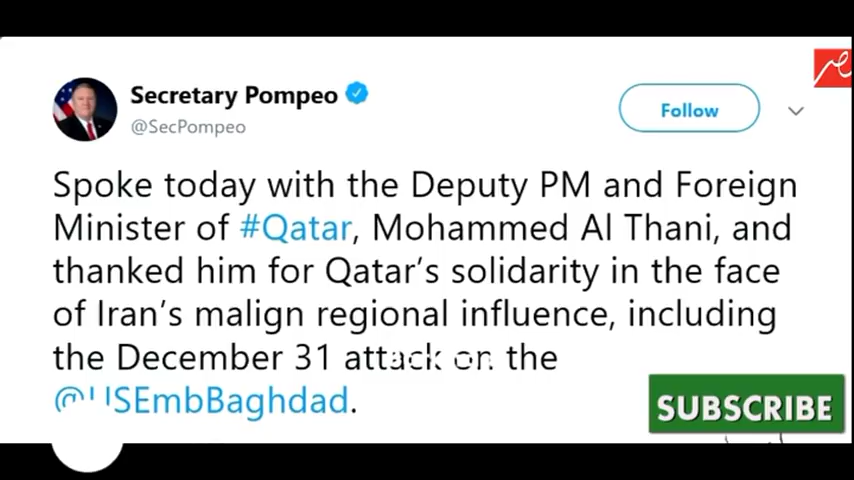 Secretary Pompeo
@SecPompeo
Follow
Spoke today with the Deputy PM and Foreign
Minister of #Qatar, Mohammed Al Thani, and
thanked him for Qatar's solidarity in the face
of Iran's malign regional influence, including
the December 31 attack on the
@USEmbBaghdad.
SUBSCRIBE